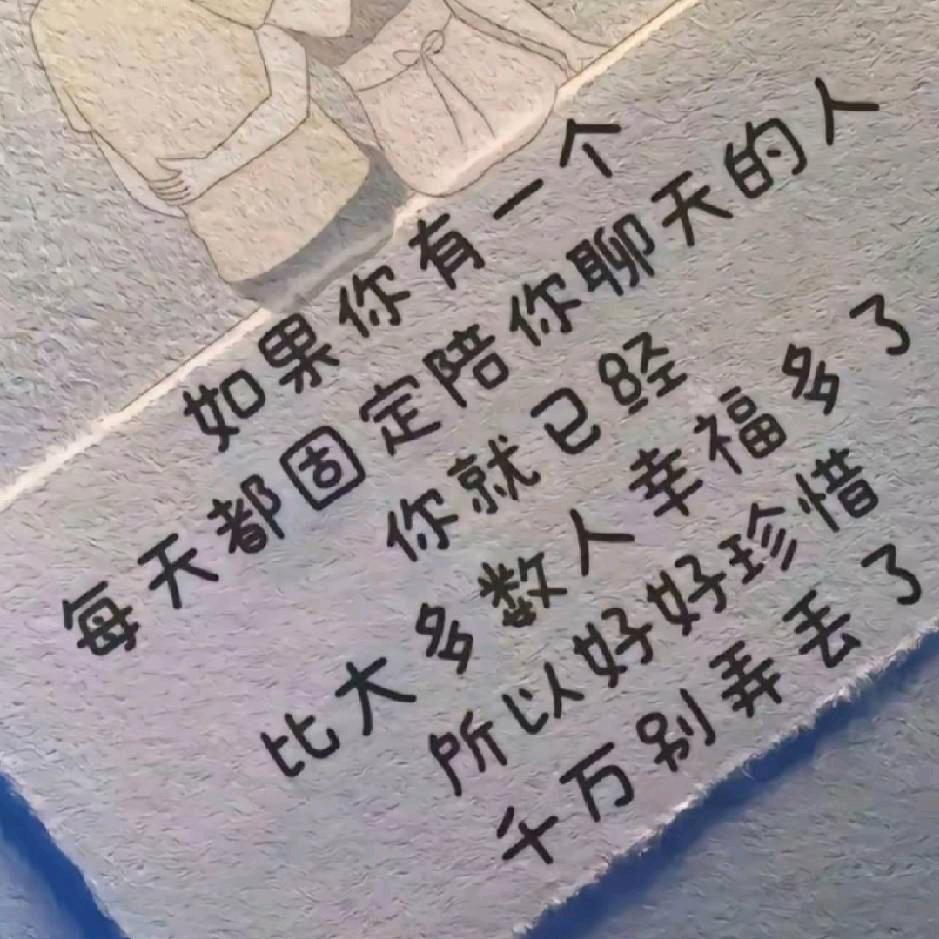 如果你有一个
每天都固定陪你聊天的人
你就已经
比大多数人幸福多了
所以好好珍惜
千万别弄丢了